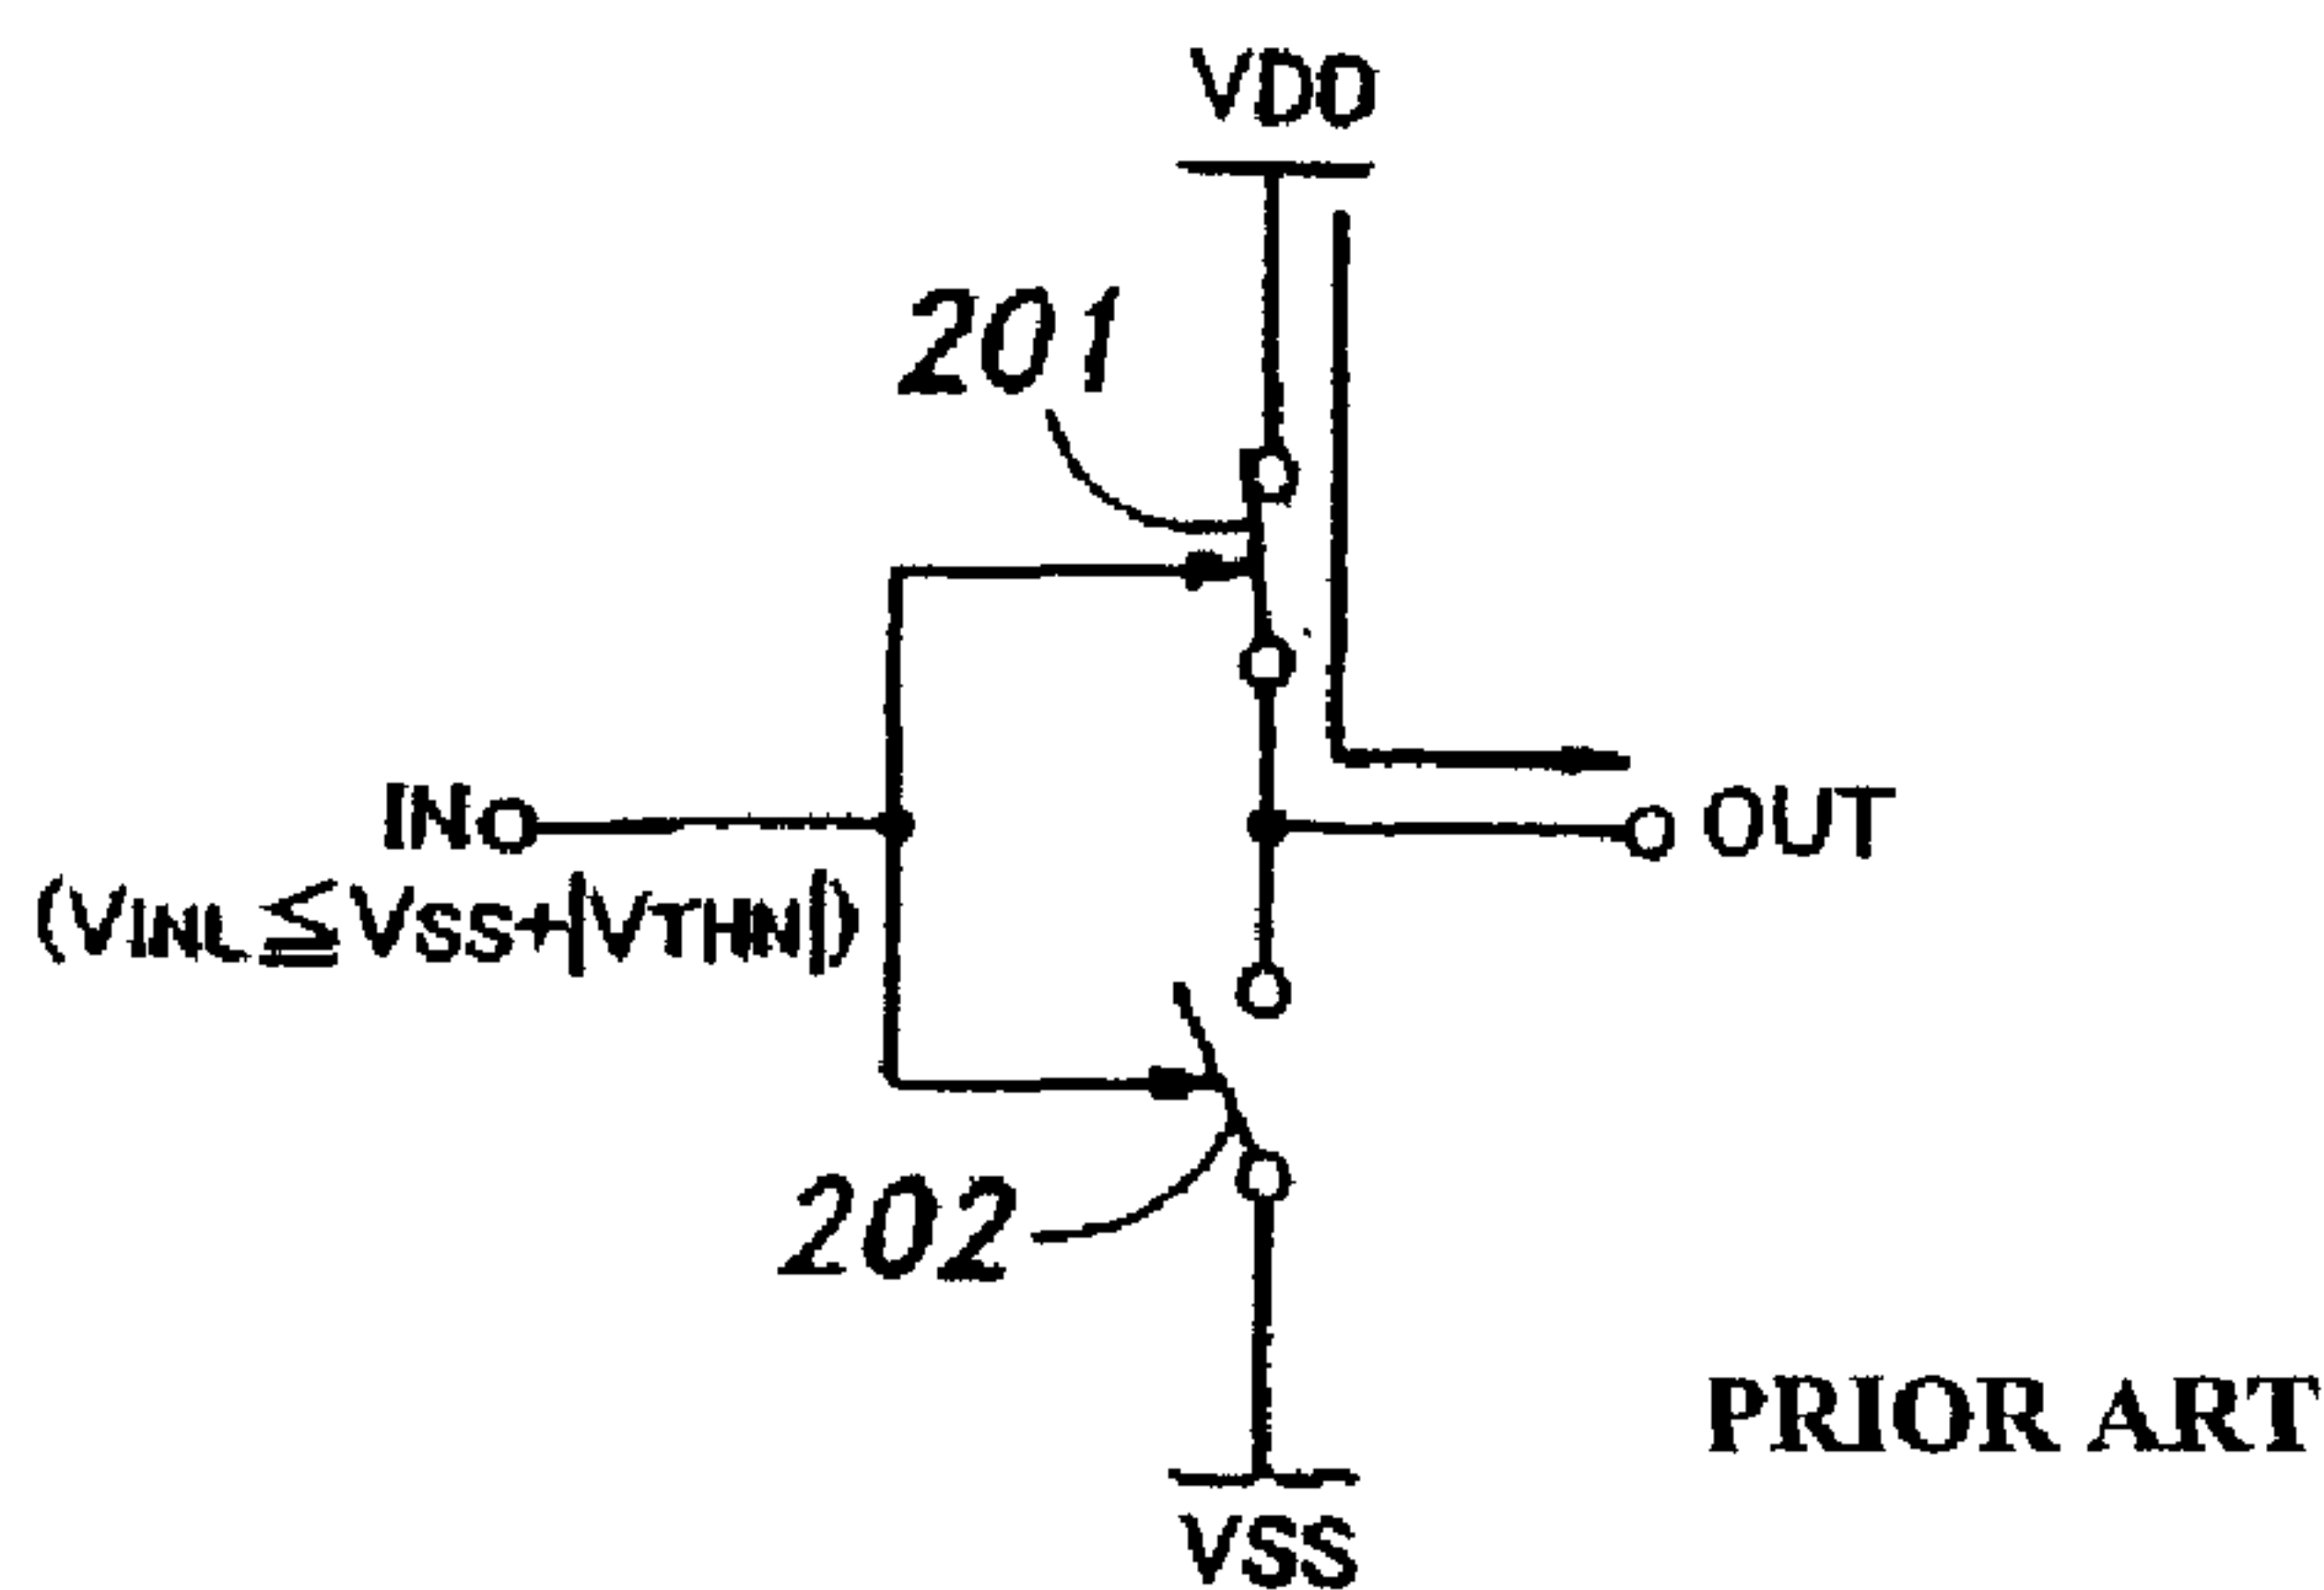 VDD
201
IN
OUT
(VINL≦VSS+|VTHN|)
202
PRIOR ART
VSS